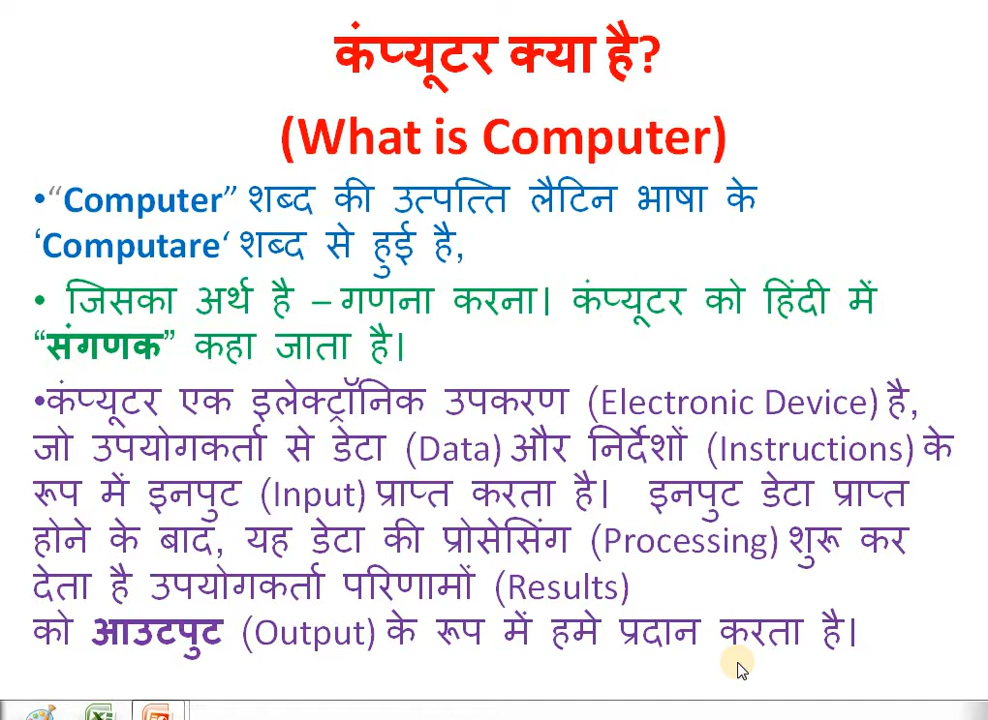 कंप्यूटर क्या है?
(What is Computer)
•“Computer” शब्द की उत्पत्ति लैटिन भाषा के
‘Computare‘ शब्द से हुई है,
• जिसका अर्थ है – गणना करना। कंप्यूटर को हिंदी में
“संगणक” कहा जाता है।
•कंप्यूटर एक इलेक्ट्रॉनिक उपकरण (Electronic Device) है,
जो उपयोगकर्ता से डेटा (Data) और निर्देशों (Instructions) के
रूप में इनपुट (Input) प्राप्त करता है। इनपुट डेटा प्राप्त
होने के बाद, यह डेटा की प्रोसेसिंग (Processing) शुरू कर
देता है उपयोगकर्ता परिणामों (Results)
को आउटपुट (Output) के रूप में हमे प्रदान करता है।